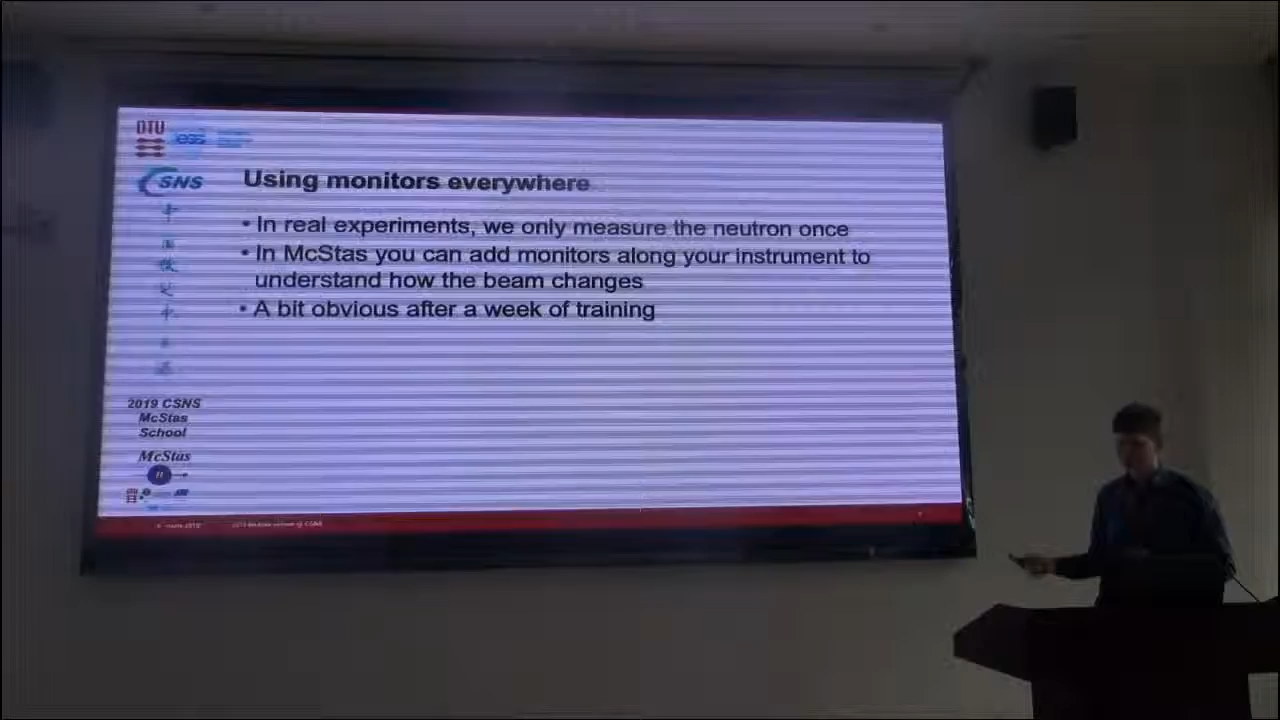 DTU
ess
CSNS
Using monitors everywhere
• In real experiments, we only measure the neutron once
• In McStas you can add monitors along your instrument to
understand how the beam changes
• A bit obvious after a week of training
2019 CSNS
McStas
School
McStas